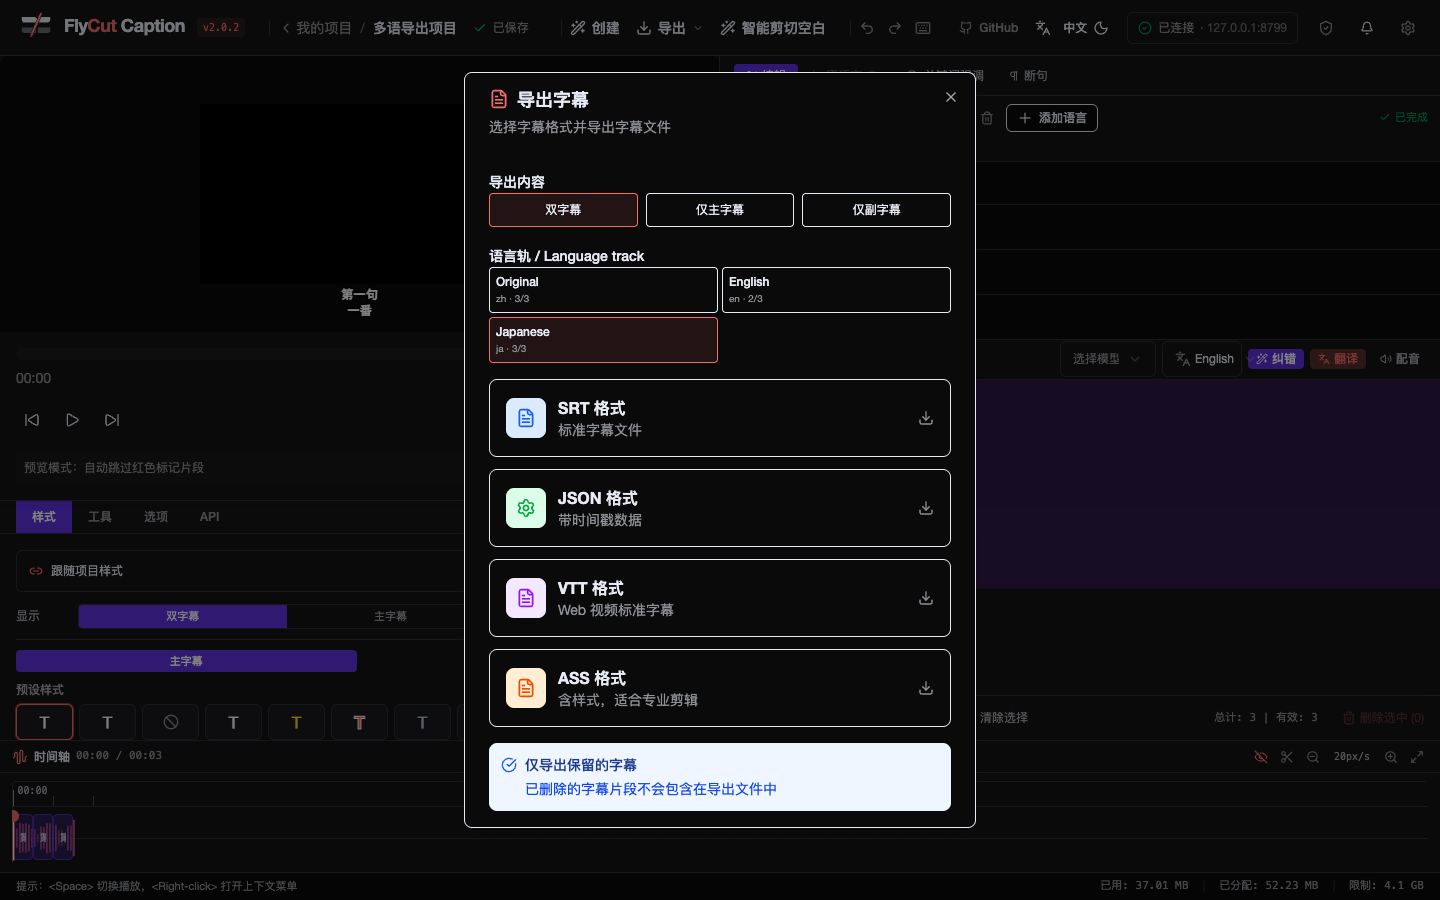 FlyCut Caption v2.0.2 我的项目 / 多语导出项目 已保存 创建 导出 智能剪切空白 GitHub 中文 已连接 · 127.0.0.1:8799
断句
添加语言 已完成
导出字幕
选择字幕格式并导出字幕文件
导出内容
双字幕 仅主字幕 仅副字幕
语言轨 / Language track
Original
zh · 3/3
English
en · 2/3
Japanese
ja · 3/3
SRT 格式
标准字幕文件
JSON 格式
带时间戳数据
VTT 格式
Web 视频标准字幕
ASS 格式
含样式，适合专业剪辑
仅导出保留的字幕
已删除的字幕片段不会包含在导出文件中
第一句
一番
00:00
预览模式：自动跳过红色标记片段
选择模型 English 纠错 翻译 配音
样式 工具 选项 API
跟随项目样式
显示 双字幕 主字幕
主字幕
预设样式
T T T T T T
清除选择 总计: 3 | 有效: 3 删除选中 (0)
时间轴 00:00 / 00:03 20px/s
00:00
提示：<Space> 切换播放，<Right-click> 打开上下文菜单 已用: 37.01 MB 已分配: 52.23 MB 限制: 4.1 GB